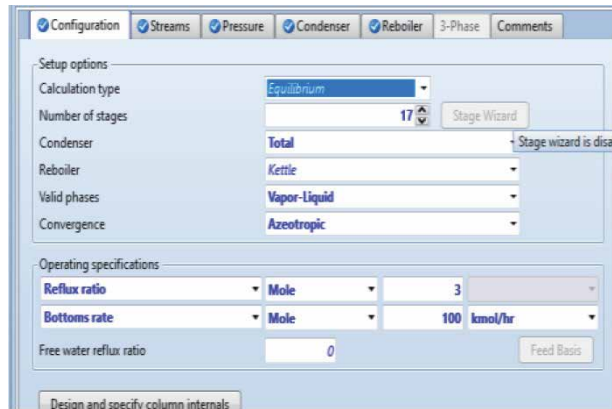 Configuration Streams Pressure Condenser Reboiler 3-Phase Comments
Setup options
Calculation type Equilibrium
Number of stages 17 Stage Wizard
Condenser Total Stage wizard is disa
Reboiler Kettle
Valid phases Vapor-Liquid
Convergence Azeotropic
Operating specifications
Reflux ratio Mole 3
Bottoms rate Mole 100 kmol/hr
Free water reflux ratio 0 Feed Basis
Design and specify column internals